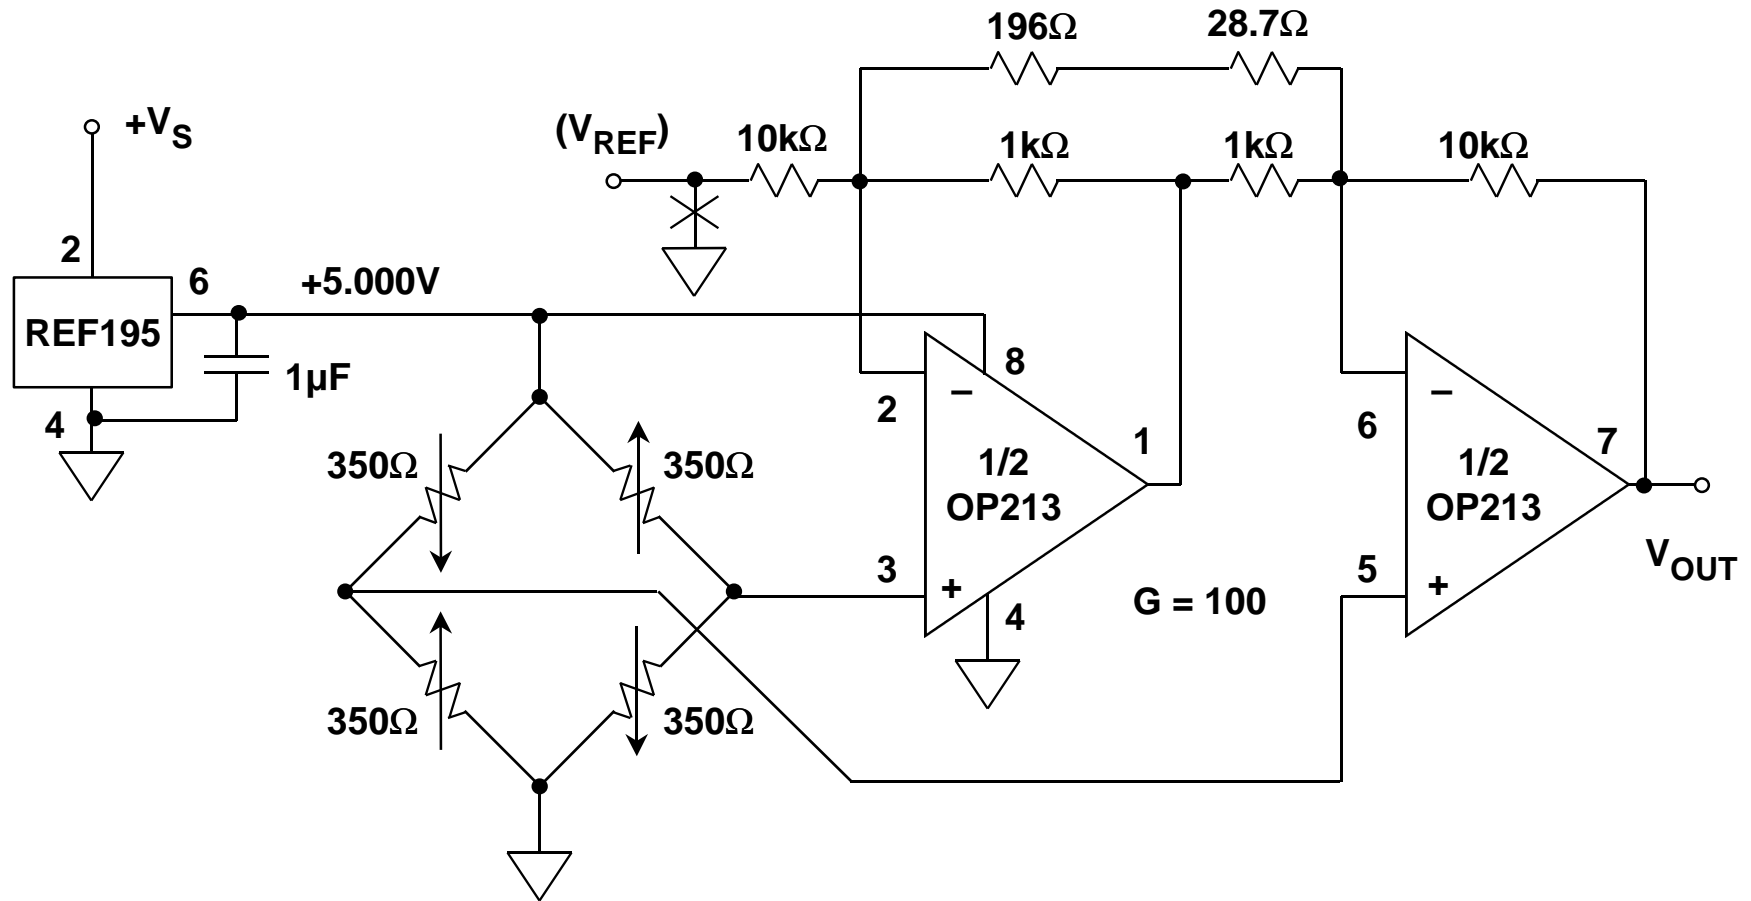 196Ω 28.7Ω
+VS
(VREF)
10kΩ 1kΩ 1kΩ 10kΩ
2
6 +5.000V
REF195
1µF
4
8
2
−
−
6
1
7
350Ω 350Ω
1/2
OP213
1/2
OP213
VOUT
3
+
4
G = 100
5
+
350Ω 350Ω